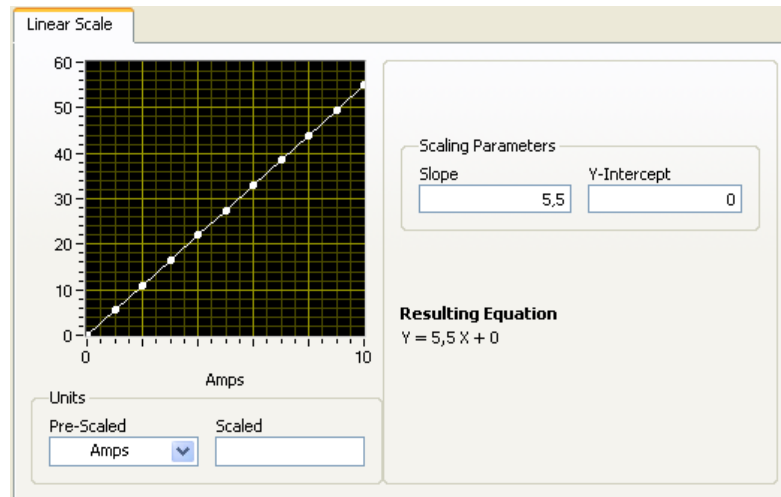 Linear Scale
60
50
40
30
20
10
0
0
10
Amps
Units
Pre-Scaled
Scaled
Amps
Scaling Parameters
Slope
Y-Intercept
5,5
0
Resulting Equation
Y = 5,5 X + 0